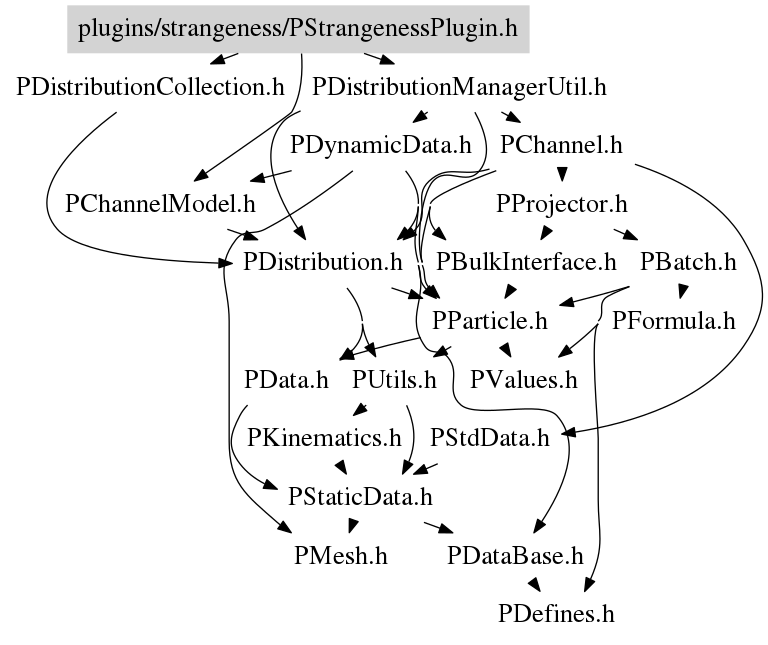 plugins/strangeness/PStrangenessPlugin.h
PDistributionCollection.h
PDistributionManagerUtil.h
PDynamicData.h
PChannel.h
PChannelModel.h
PProjector.h
PDistribution.h
PBulkInterface.h
PBatch.h
PParticle.h
PFormula.h
PData.h
PUtils.h
PValues.h
PKinematics.h
PStdData.h
PStaticData.h
PMesh.h
PDataBase.h
PDefines.h